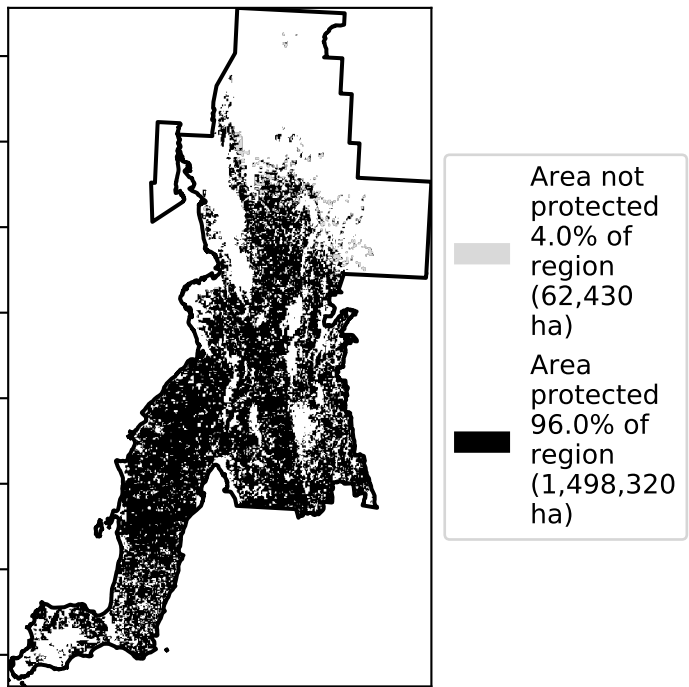 Area not
protected
4.0% of
region
(62,430
ha)
Area
protected
96.0% of
region
(1,498,320
ha)